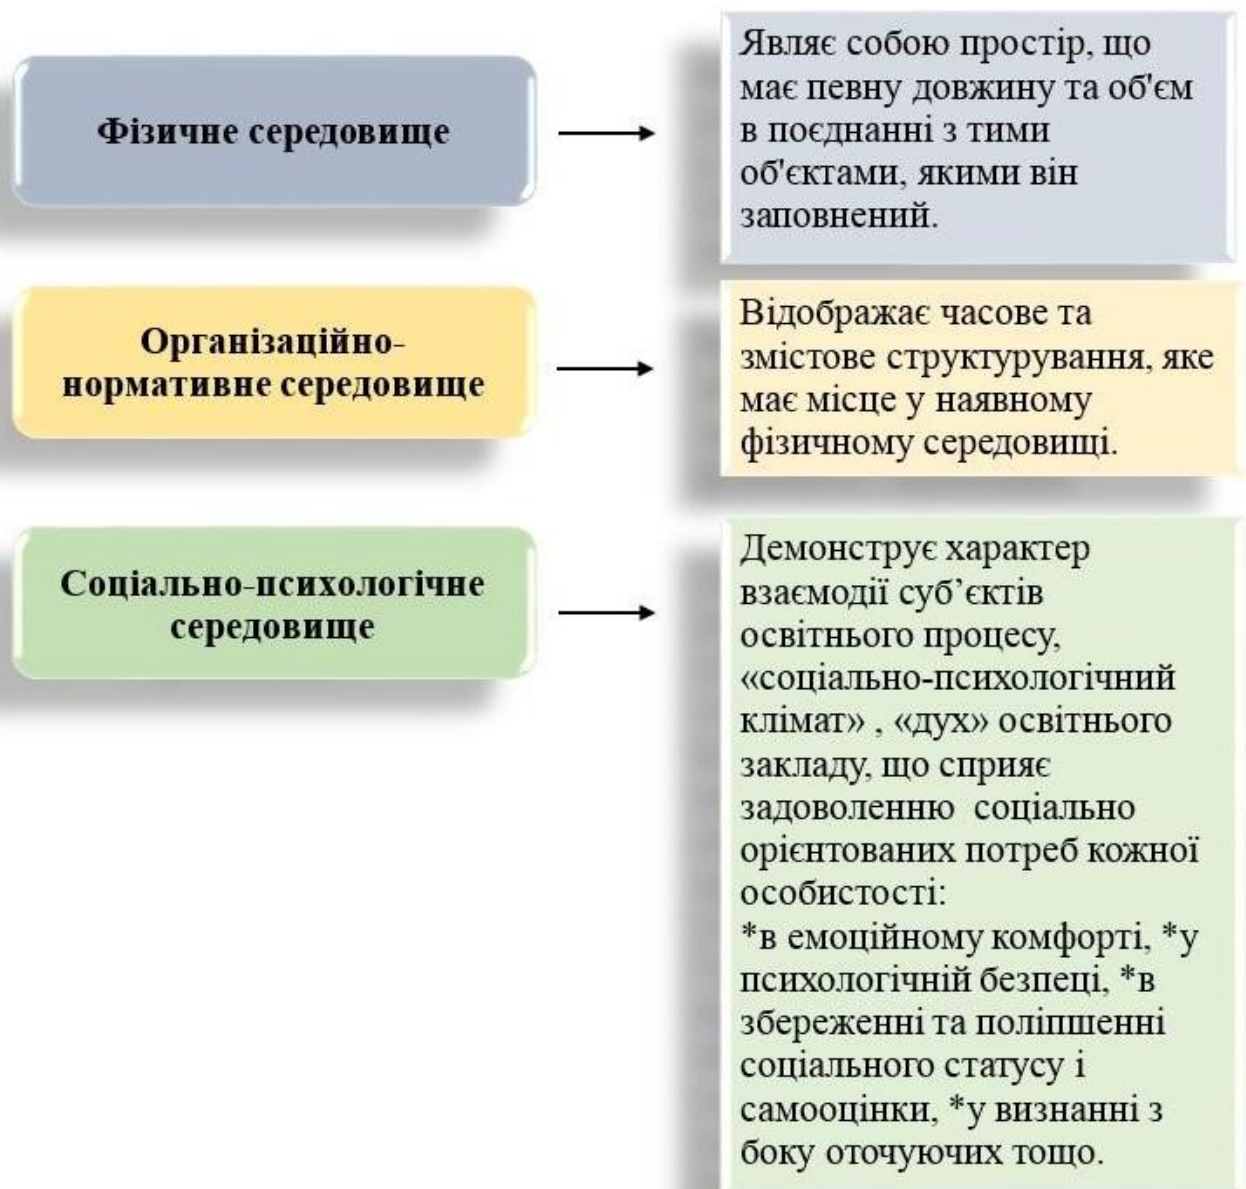 Фізичне середовище
Являє собою простір, що
має певну довжину та об'єм
в поєднанні з тими
об'єктами, якими він
заповнений.
Організаційно-
нормативне середовище
Відображає часове та
змістове структурування, яке
має місце у наявному
фізичному середовищі.
Соціально-психологічне
середовище
Демонструє характер
взаємодії суб’єктів
освітнього процесу,
«соціально-психологічний
клімат» , «дух» освітнього
закладу, що сприяє
задоволенню  соціально
орієнтованих потреб кожної
особистості:
*в емоційному комфорті, *у
психологічній безпеці, *в
збереженні та поліпшенні
соціального статусу і
самооцінки, *у визнанні з
боку оточуючих тощо.